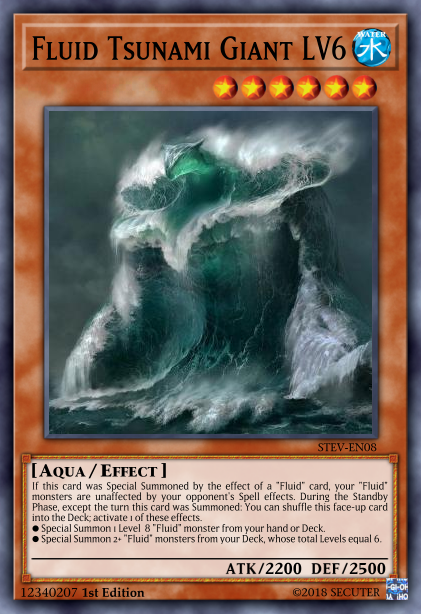 Fluid Tsunami Giant LV6
WATER
水
STEV-EN08
[ Aqua / Effect ]
If this card was Special Summoned by the effect of a "Fluid" card, your "Fluid"
monsters are unaffected by your opponent's Spell effects. During the Standby
Phase, except the turn this card was Summoned: You can shuffle this face-up card
into the Deck; activate 1 of these effects.
● Special Summon 1 Level 8 "Fluid" monster from your hand or Deck.
● Special Summon 2+ "Fluid" monsters from your Deck, whose total Levels equal 6.
ATK/2200 DEF/2500
12340207 1st Edition
©2018 SECUTER